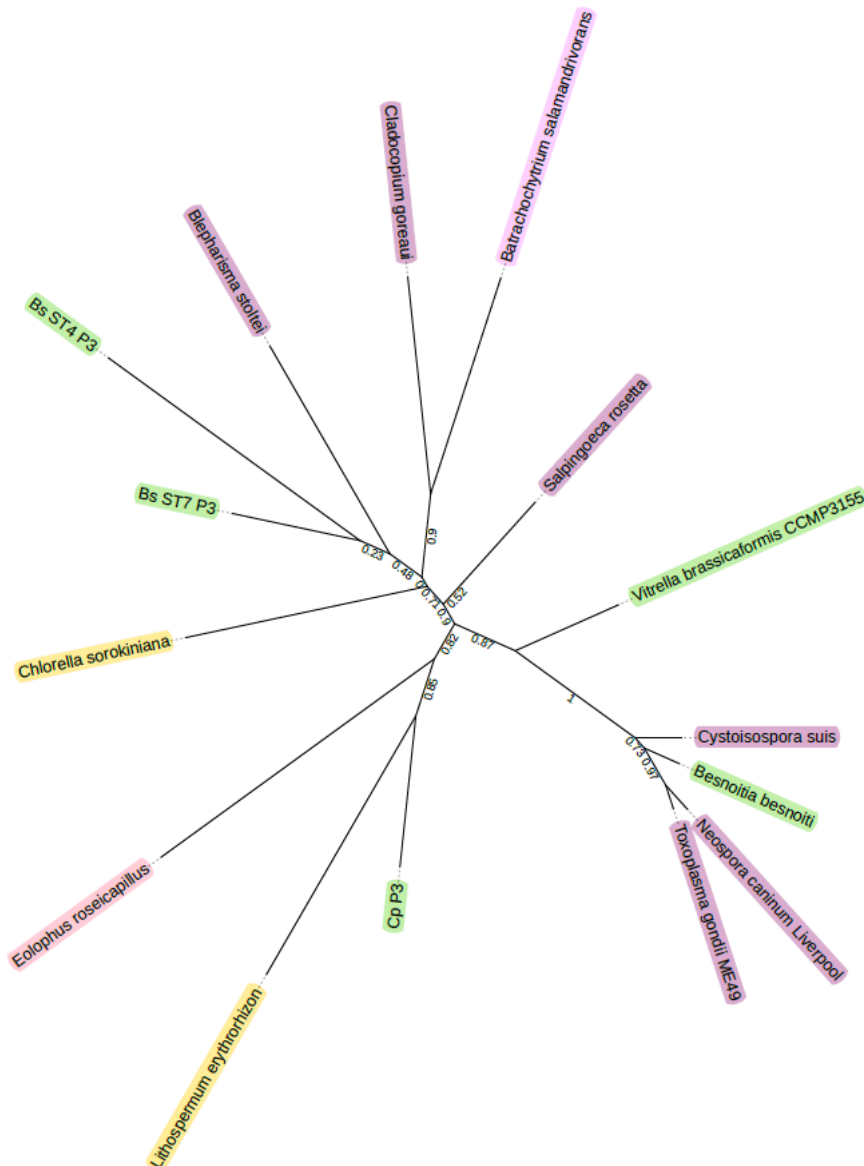 Batrachochytrium salamandrivorans
Cladocopium goreaui
Blepharisma stoltei
Bs ST4 P3
Salpingoeca rosetta
Bs ST7 P3
Vitrella brassicaformis CCMP3155
0.9
0.23
0.48
0.71
0.52
0.9
0.82
0.87
Chlorella sorokiniana
0.85
1
Cystoisospora suis
0.73
0.97
Besnoitia besnoiti
Neospora caninum Liverpool
Toxoplasma gondii ME49
Eolophus roseicapillus
Cp P3
Lithospermum erythrorhizon